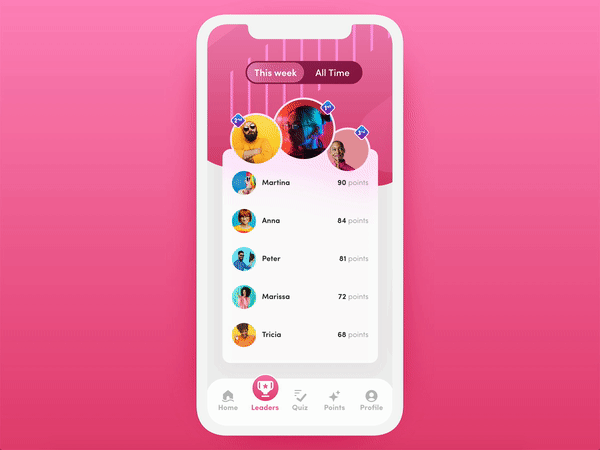 This week All Time
1st
2nd
3rd
Martina 90 points
Anna 84 points
Peter 81 points
Marissa 72 points
Tricia 68 points
Home Leaders Quiz Points Profile